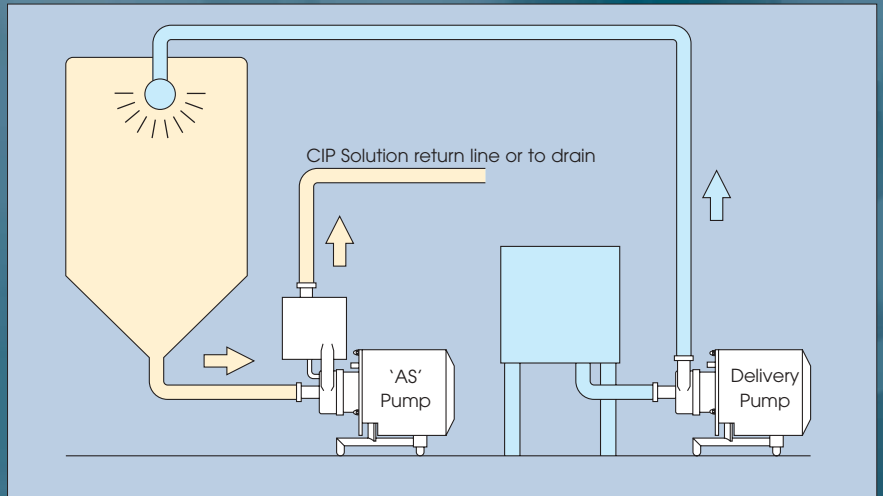 CIP Solution return line or to drain
‘AS’
Pump
Delivery
Pump